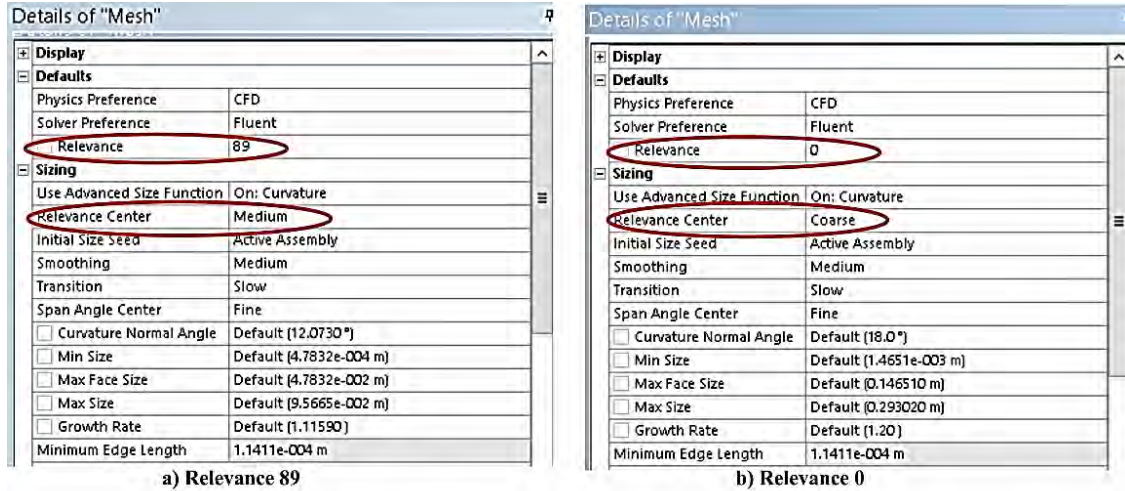 Details of "Mesh"
Display
Defaults
Physics Preference CFD
Solver Preference Fluent
Relevance 89
Sizing
Use Advanced Size Function On: Curvature
Relevance Center Medium
Initial Size Seed Active Assembly
Smoothing Medium
Transition Slow
Span Angle Center Fine
Curvature Normal Angle Default (12.0730 °)
Min Size Default (4.7832e-004 m)
Max Face Size Default (4.7832e-002 m)
Max Size Default (9.5665e-002 m)
Growth Rate Default (1.11590 )
Minimum Edge Length 1.1411e-004 m
a) Relevance 89
Details of "Mesh"
Display
Defaults
Physics Preference CFD
Solver Preference Fluent
Relevance 0
Sizing
Use Advanced Size Function On: Curvature
Relevance Center Coarse
Initial Size Seed Active Assembly
Smoothing Medium
Transition Slow
Span Angle Center Fine
Curvature Normal Angle Default (18.0 °)
Min Size Default (1.4651e-003 m)
Max Face Size Default (0.146510 m)
Max Size Default (0.293020 m)
Growth Rate Default (1.20 )
Minimum Edge Length 1.1411e-004 m
b) Relevance 0